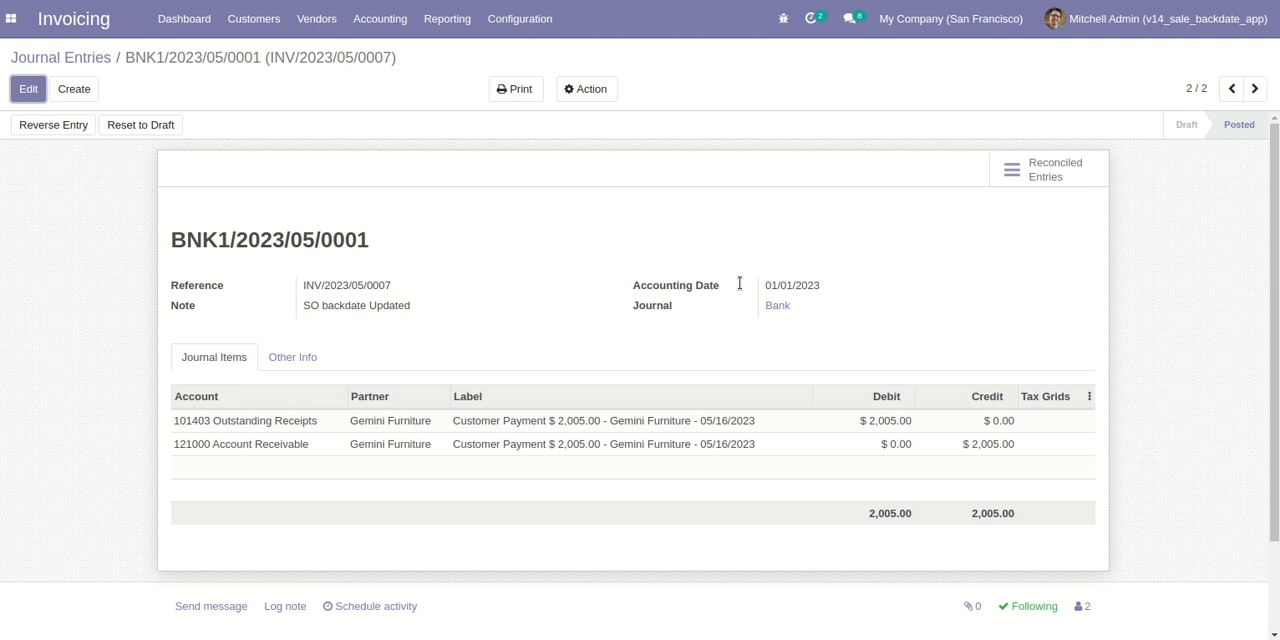 Invoicing Dashboard Customers Vendors Accounting Reporting Configuration 2 8 My Company (San Francisco) Mitchell Admin (v14_sale_backdate_app)
Journal Entries / BNK1/2023/05/0001 (INV/2023/05/0007)
Edit Create Print Action 2 / 2
Reverse Entry Reset to Draft Draft Posted
Reconciled
Entries
BNK1/2023/05/0001
Reference INV/2023/05/0007 Accounting Date 01/01/2023
Note SO backdate Updated Journal Bank
Journal Items Other Info
Account Partner Label Debit Credit Tax Grids
101403 Outstanding Receipts Gemini Furniture Customer Payment $ 2,005.00 - Gemini Furniture - 05/16/2023 $ 2,005.00 $ 0.00
121000 Account Receivable Gemini Furniture Customer Payment $ 2,005.00 - Gemini Furniture - 05/16/2023 $ 0.00 $ 2,005.00
2,005.00 2,005.00
Send message Log note Schedule activity 0 Following 2